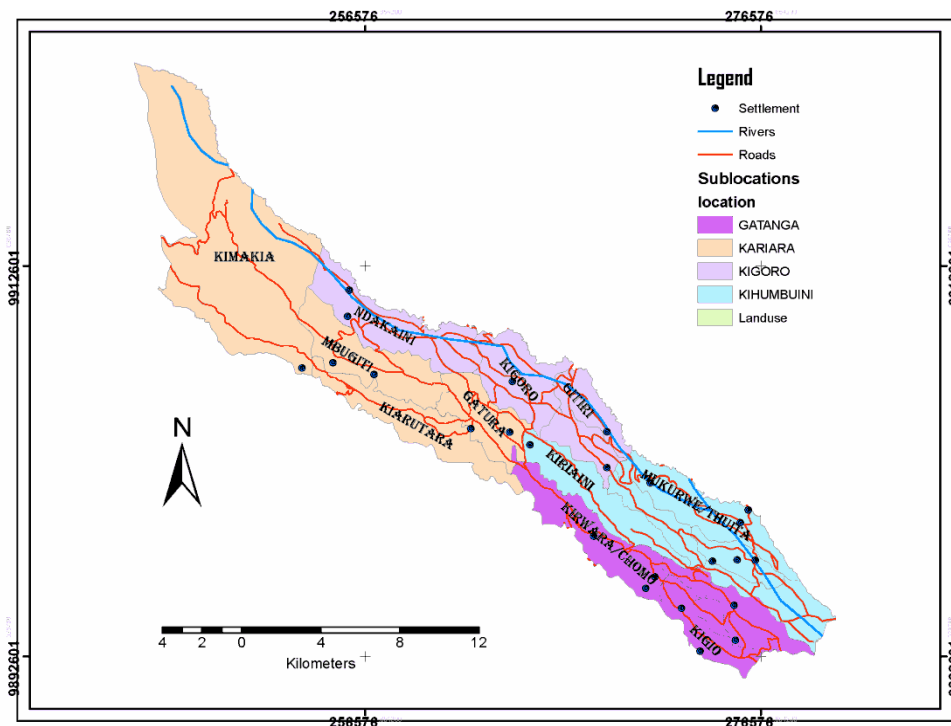 256576
276576
Legend
Settlement
Rivers
Roads
Sublocations
location
GATANGA
KARIARA
KIGORO
KIHUMBUINI
Landuse
9912601
KIMAKIA
NDAKAINI
MBUGITI
KIGORO
GITIRI
GATURA
KIARUTARA
N
KIRIAINI
MUKURWE/THUITA
KIRWARA/CHOMO
KIGIO
4 2 0 4 8 12
Kilometers
9892601
256576
276576